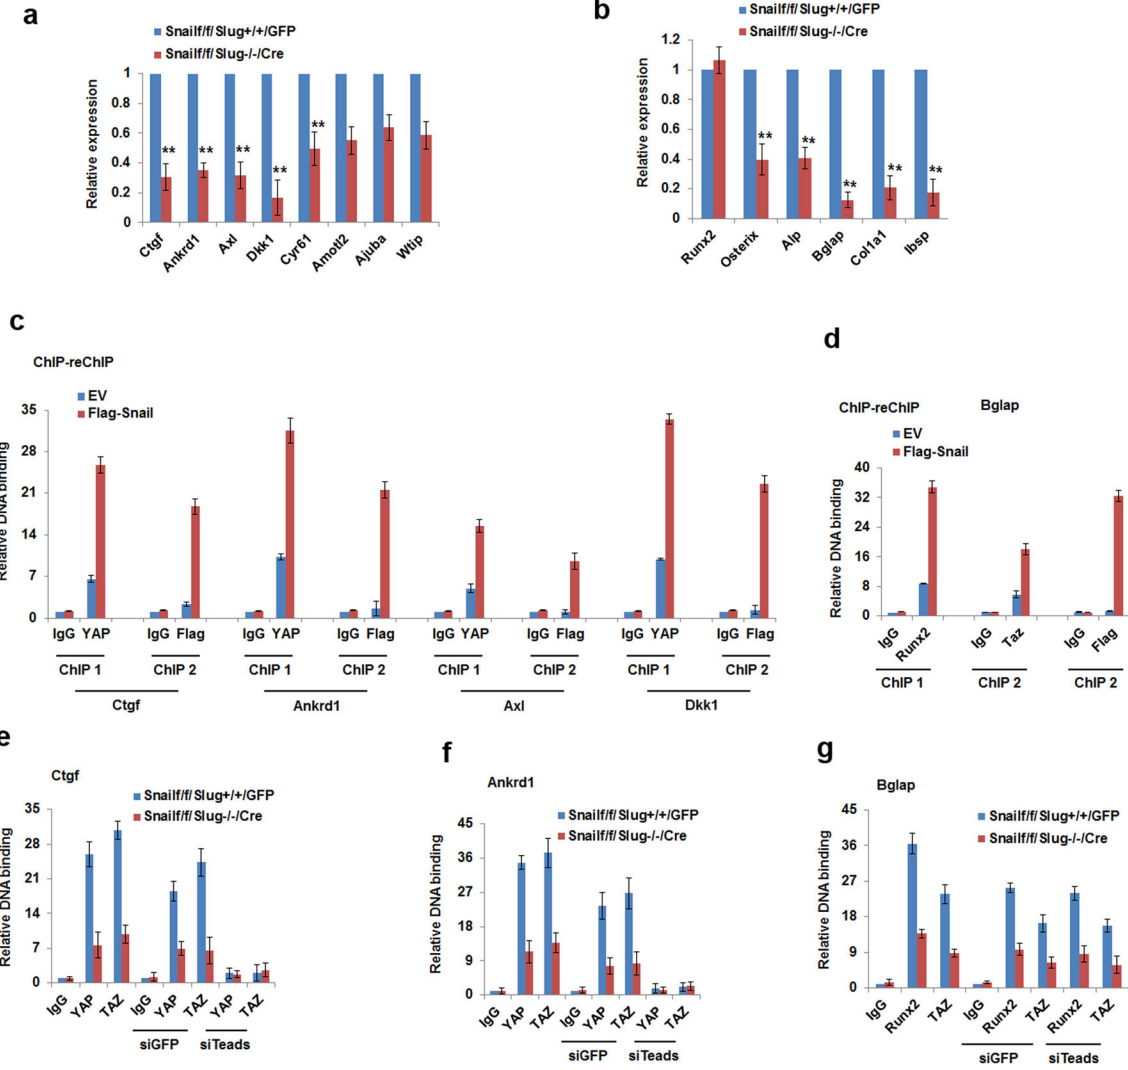 a
Snailf/f/Slug+/+/GFP
Snailf/f/Slug-/-/Cre
Relative expression
1
0.8
0.6
0.4
0.2
0
** ** ** ** **
Ctgf Ankrd1 Axl Dkk1 Cyr61 Amotl2 Ajuba Wtip
b
Snailf/f/Slug+/+/GFP
Snailf/f/Slug-/-/Cre
Relative expression
1.2
1
0.8
0.6
0.4
0.2
0
** ** ** ** **
Runx2 Osterix Alp Bglap Col1a1 Ibsp
c
ChIP-reChIP
EV
Flag-Snail
Relative DNA binding
35
28
21
14
7
0
IgG YAP IgG Flag IgG YAP IgG Flag IgG YAP IgG Flag IgG YAP IgG Flag
ChIP 1 ChIP 2 ChIP 1 ChIP 2 ChIP 1 ChIP 2 ChIP 1 ChIP 2
Ctgf Ankrd1 Axl Dkk1
d
ChIP-reChIP Bglap
EV
Flag-Snail
Relative DNA binding
40
32
24
16
8
0
IgG Runx2 IgG Taz IgG Flag
ChIP 1 ChIP 2 ChIP 2
e
Ctgf
Snailf/f/Slug+/+/GFP
Snailf/f/Slug-/-/Cre
Relative DNA binding
35
28
21
14
7
0
IgG YAP TAZ IgG YAP TAZ YAP TAZ
siGFP siTeads
f
Ankrd1
Snailf/f/Slug+/+/GFP
Snailf/f/Slug-/-/Cre
Relative DNA binding
45
36
27
18
9
0
IgG YAP TAZ IgG YAP TAZ YAP TAZ
siGFP siTeads
g
Bglap
Snailf/f/Slug+/+/GFP
Snailf/f/Slug-/-/Cre
Relative DNA binding
45
36
27
18
9
0
IgG Runx2 TAZ IgG Runx2 TAZ Runx2 TAZ
siGFP siTeads